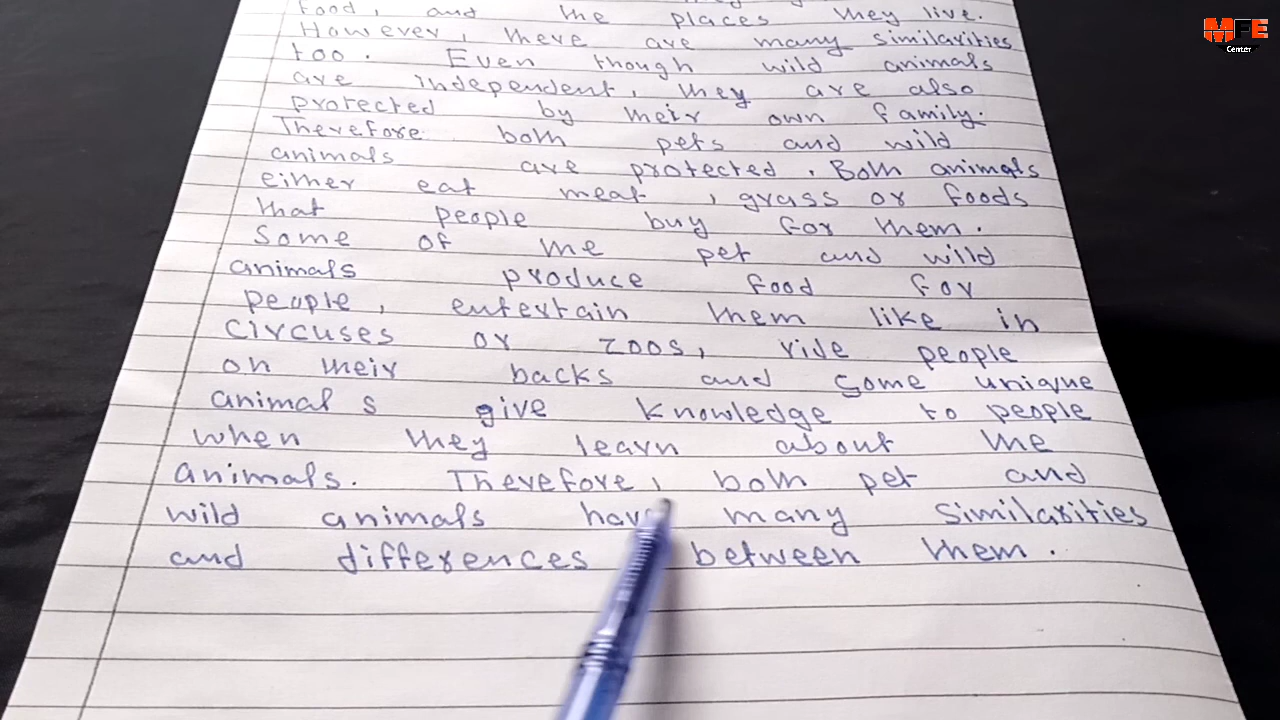 food, and the places they live.
However, there are many similarities
too. Even though wild animals
are independent, they are also
protected by their own family.
Therefore both pets and wild
animals are protected. Both animals
either eat meat, grass or foods
that people buy for them.
Some of the pet and wild
animals produce food for
people, entertain them like in
circuses or zoos, ride people
on their backs and some unique
animals give knowledge to people
when they learn about the
animals. Therefore, both pet and
wild animals have many similarities
and differences between them.
MFE
Center